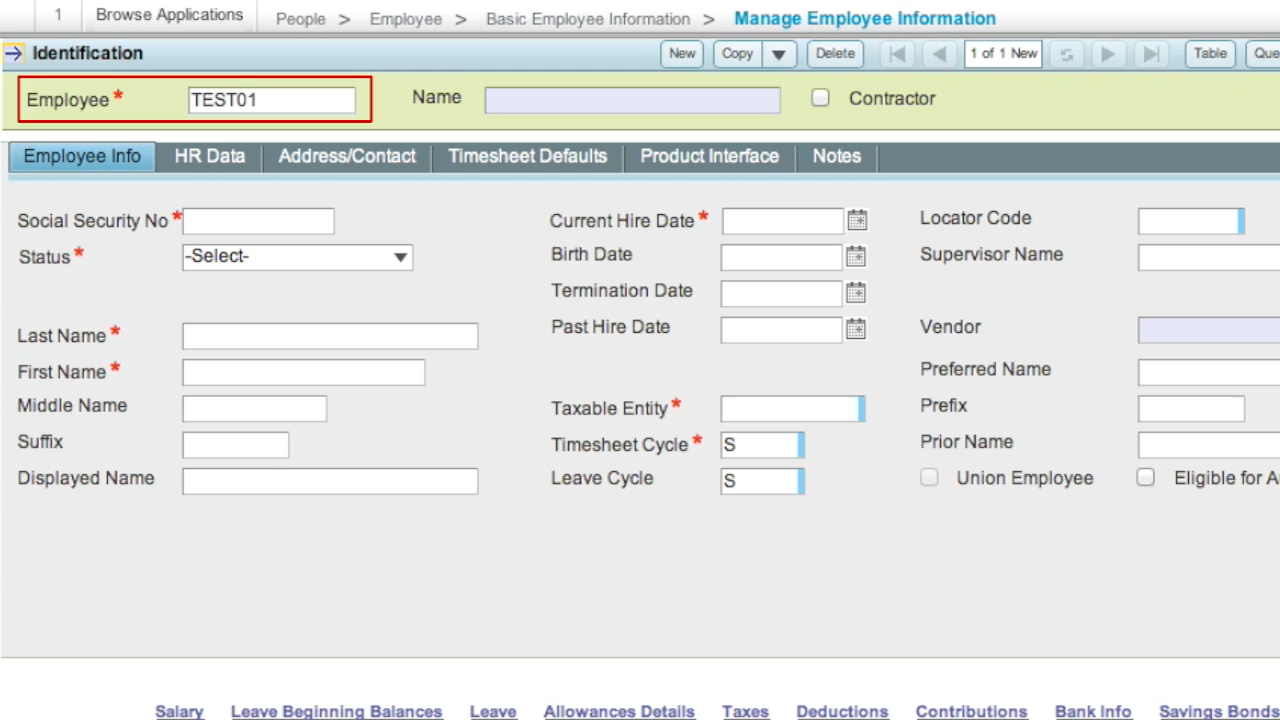 1 Browse Applications People > Employee > Basic Employee Information > Manage Employee Information
Identification New Copy Delete 1 of 1 New Table Que
Employee * TEST01 Name Contractor
Employee Info HR Data Address/Contact Timesheet Defaults Product Interface Notes
Social Security No * Current Hire Date * Locator Code
Status * -Select- Birth Date Supervisor Name
Termination Date
Last Name * Past Hire Date Vendor
First Name * Preferred Name
Middle Name Taxable Entity * Prefix
Suffix Timesheet Cycle * S Prior Name
Displayed Name Leave Cycle S Union Employee Eligible for A
Salary Leave Beginning Balances Leave Allowances Details Taxes Deductions Contributions Bank Info Savings Bonds